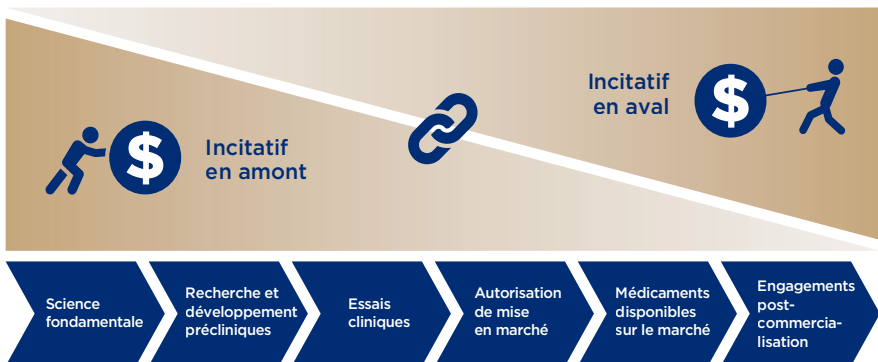 Incitatif
en amont
$
Incitatif
en aval
$
Science
fondamentale
Recherche et
développement
précliniques
Essais
cliniques
Autorisation
de mise
en marché
Médicaments
disponibles
sur le marché
Engagements
post-
commercia-
lisation